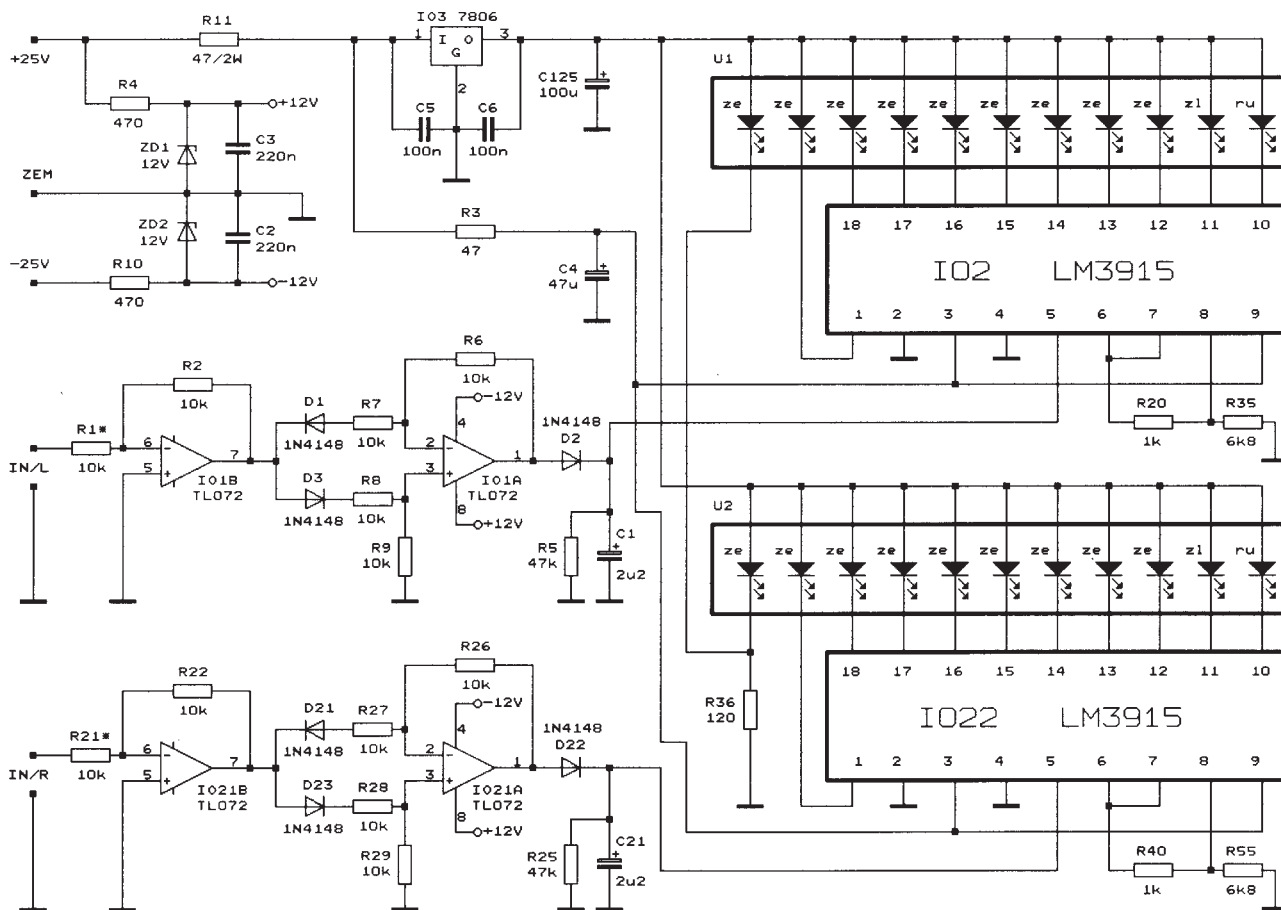 R11
IO3 7806
+25V
47/2W
1 I O 3
G
2
U1
R4
470
+12V
C125
100u
ze ze ze ze ze ze ze ze zl ru
C5
100n
C6
100n
ZD1
12V
C3
220n
ZEM
ZD2
12V
C2
220n
R3
47
18 17 16 15 14 13 12 11 10
-25V
R10
470
-12V
C4
47u
IO2 LM3915
1 2 3 4 5 6 7 8 9
R2
10k
R6
10k
R1*
10k
IN/L
6
5
7
IO1B
TL072
D1
1N4148
R7
10k
-12V
4
2
3
1
8
+12V
IO1A
TL072
1N4148
D2
R20
1k
R35
6k8
D3
1N4148
R8
10k
R9
10k
R5
47k
C1
2u2
U2
ze ze ze ze ze ze ze ze zl ru
R22
10k
R26
10k
R36
120
18 17 16 15 14 13 12 11 10
IO22 LM3915
1 2 3 4 5 6 7 8 9
R21*
10k
IN/R
6
5
7
IO21B
TL072
D21
1N4148
R27
10k
-12V
4
2
3
1
8
+12V
IO21A
TL072
1N4148
D22
D23
1N4148
R28
10k
R29
10k
R25
47k
C21
2u2
R40
1k
R55
6k8